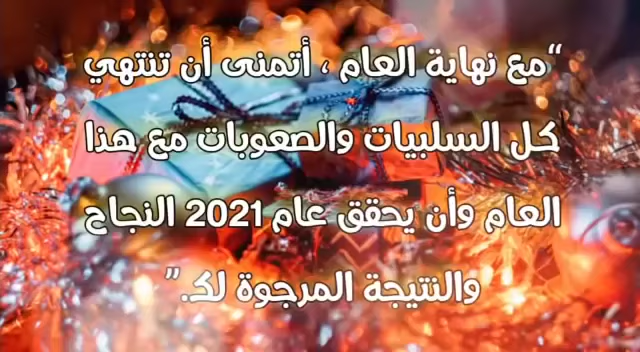 “مع نهاية العام ، أتمنى أن تنتهي
كل السلبيات والصعوبات مع هذا
العام وأن يحقق عام 2021 النجاح
والنتيجة المرجوة لك.”